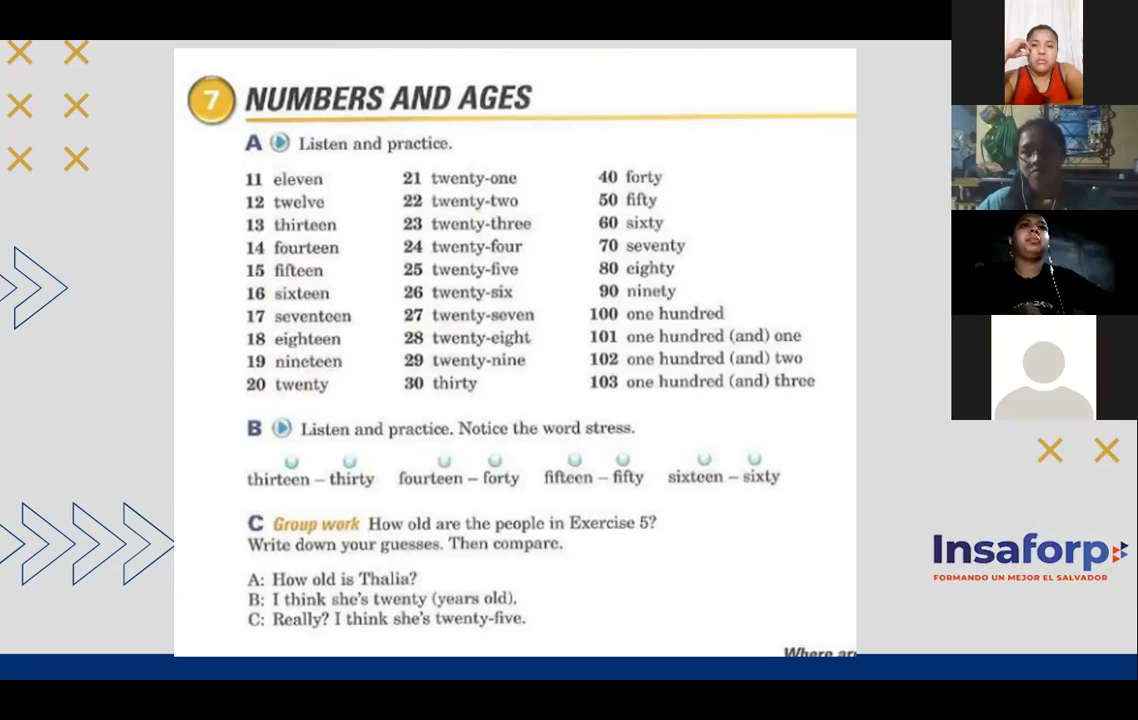 7 NUMBERS AND AGES
A Listen and practice.
11 eleven
12 twelve
13 thirteen
14 fourteen
15 fifteen
16 sixteen
17 seventeen
18 eighteen
19 nineteen
20 twenty
21 twenty-one
22 twenty-two
23 twenty-three
24 twenty-four
25 twenty-five
26 twenty-six
27 twenty-seven
28 twenty-eight
29 twenty-nine
30 thirty
40 forty
50 fifty
60 sixty
70 seventy
80 eighty
90 ninety
100 one hundred
101 one hundred (and) one
102 one hundred (and) two
103 one hundred (and) three
B Listen and practice. Notice the word stress.
thirteen – thirty fourteen – forty fifteen – fifty sixteen – sixty
C Group work How old are the people in Exercise 5?
Write down your guesses. Then compare.
A: How old is Thalia?
B: I think she's twenty (years old).
C: Really? I think she's twenty-five.
Where
Insaforp
FORMANDO UN MEJOR EL SALVADOR